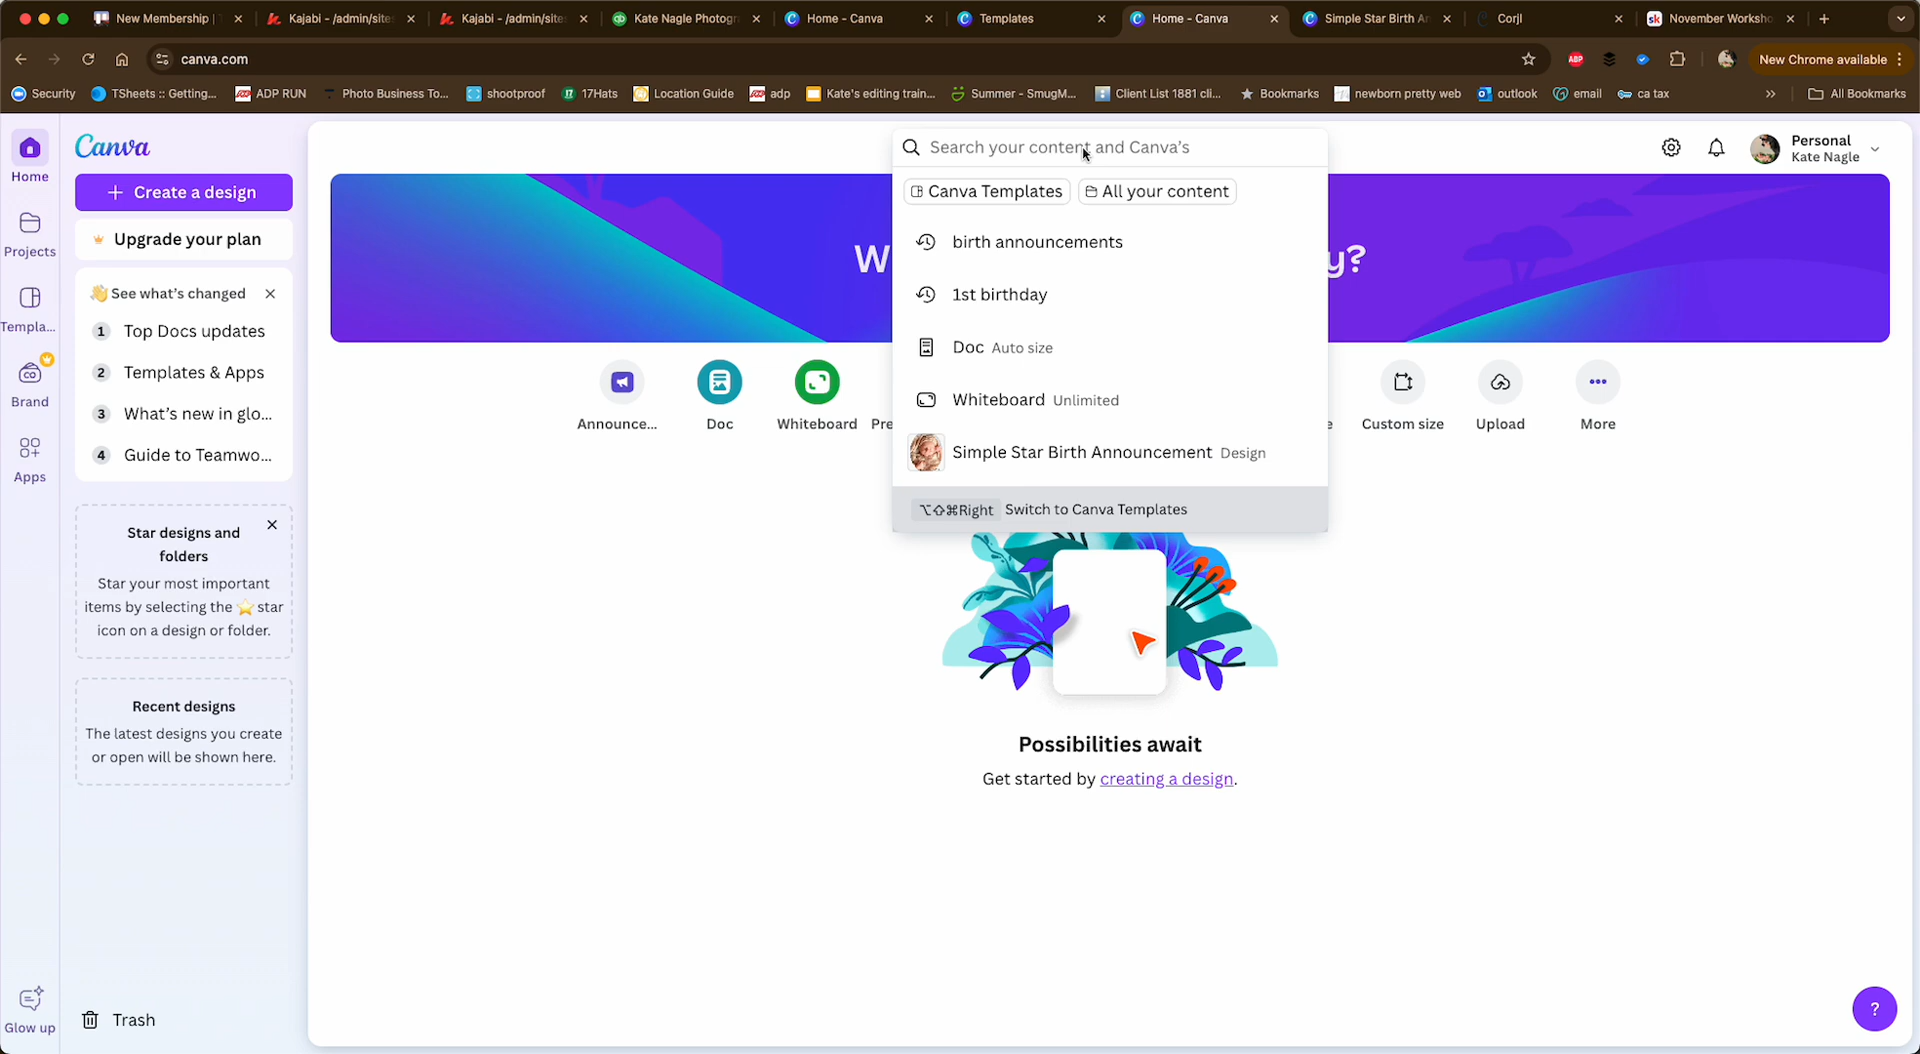 New Membership | T
Kajabi - /admin/sites
Kajabi - /admin/sites
Kate Nagle Photogr
Home - Canva
Templates
Home - Canva
Simple Star Birth An
Corjl
November Worksho
canva.com
New Chrome available
Security
TSheets :: Getting...
ADP RUN
Photo Business To...
shootproof
17Hats
Location Guide
adp
Kate's editing train...
Summer - SmugM...
Client List 1881 cli...
Bookmarks
newborn pretty web
outlook
email
ca tax
All Bookmarks
Canva
Search your content and Canva's
Personal
Kate Nagle
Home
Create a design
Canva Templates
All your content
Projects
Upgrade your plan
W
y?
birth announcements
See what's changed
1st birthday
Templa...
1 Top Docs updates
Doc Auto size
2 Templates & Apps
Brand
3 What's new in glo...
Whiteboard Unlimited
Announce...
Doc
Whiteboard
Pre
e
Custom size
Upload
More
4 Guide to Teamwo...
Apps
Simple Star Birth Announcement Design
⌥⇧⌘Right Switch to Canva Templates
Star designs and
folders
Star your most important
items by selecting the ⭐ star
icon on a design or folder.
Recent designs
The latest designs you create
or open will be shown here.
Possibilities await
Get started by creating a design.
Glow up
Trash
?